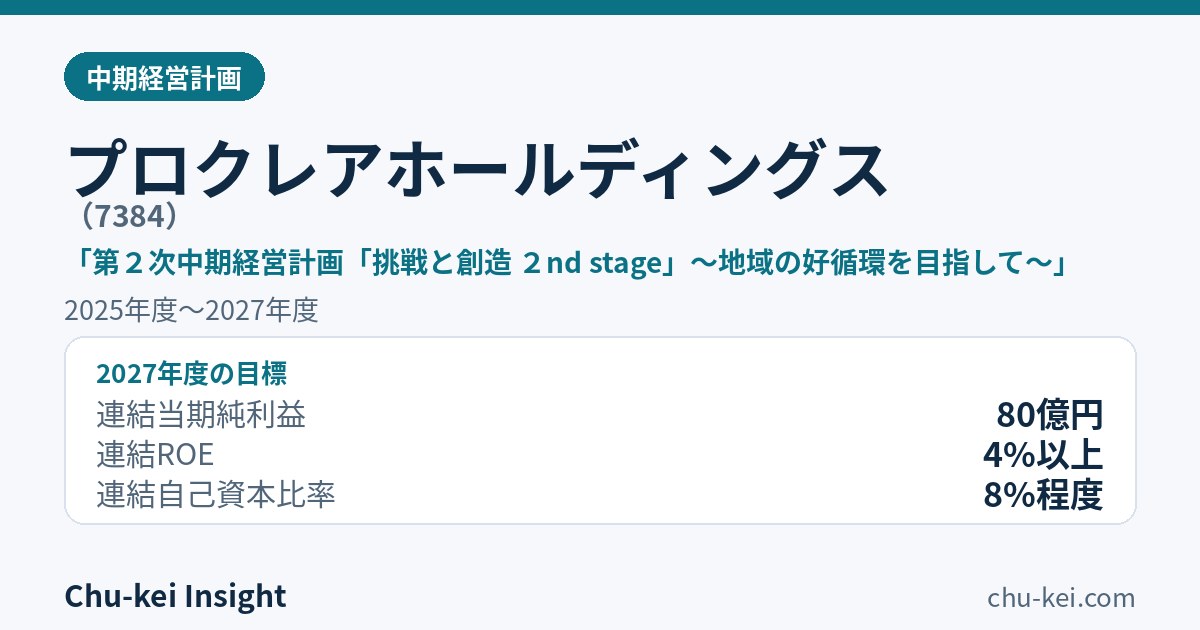 中期経営計画
プロクレアホールディングス
（7384）
「第２次中期経営計画「挑戦と創造 ２nd stage」〜地域の好循環を目指して〜」
2025年度〜2027年度
2027年度の目標
連結当期純利益 80億円
連結ROE 4%以上
連結自己資本比率 8%程度
Chu-kei Insight chu-kei.com